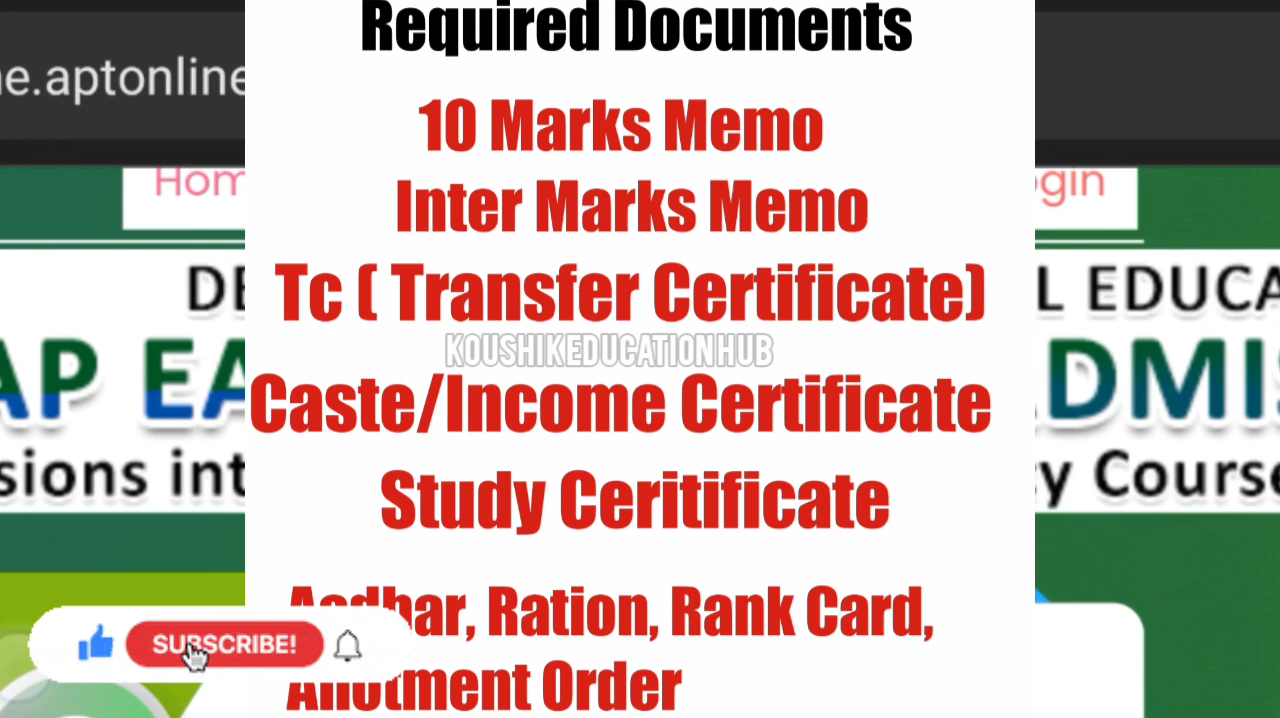 Required Documents
e.aptonline
10 Marks Memo
Hom
gin
Inter Marks Memo
DE
L EDUCA
Tc ( Transfer Certificate)
KOUSHIKEDUCATIONHUB
AP EA
DMIS
Caste/Income Certificate
sions int
y Course
Study Ceritificate
Aadhar, Ration, Rank Card,
SUBSCRIBE!
Allotment Order